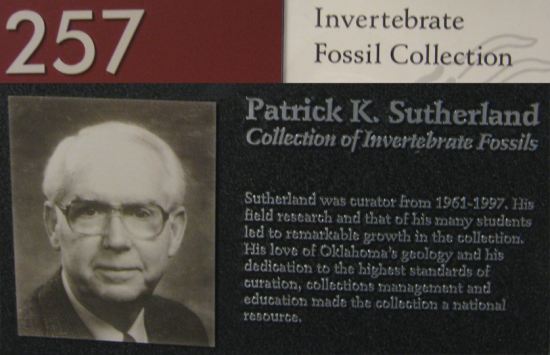 257
Invertebrate
Fossil Collection
Patrick K. Sutherland
Collection of Invertebrate Fossils
Sutherland was curator from 1961-1997. His
field research and that of his many students
led to remarkable growth in the collection.
His love of Oklahoma's geology and his
dedication to the highest standards of
curation, collections management and
education made the collection a national
resource.